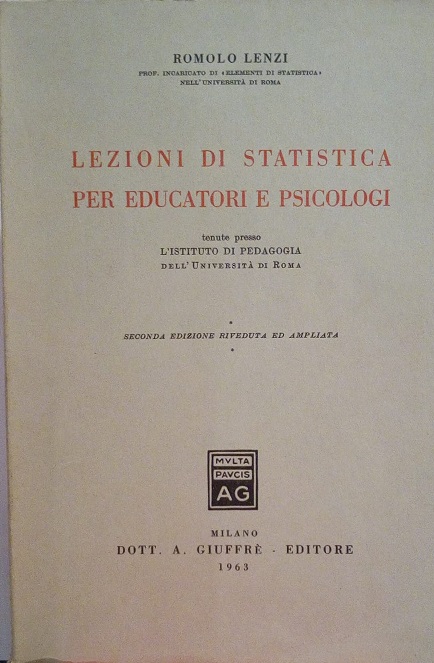 ROMOLO LENZI
PROF. INCARICATO DI «ELEMENTI DI STATISTICA»
NELL'UNIVERSITÀ DI ROMA
LEZIONI DI STATISTICA
PER EDUCATORI E PSICOLOGI
tenute presso
L'ISTITUTO DI PEDAGOGIA
DELL'UNIVERSITÀ DI ROMA
*
SECONDA EDIZIONE RIVEDUTA ED AMPLIATA
*
MVLTA
PAVCIS
AG
MILANO
DOTT. A. GIUFFRÈ - EDITORE
1963